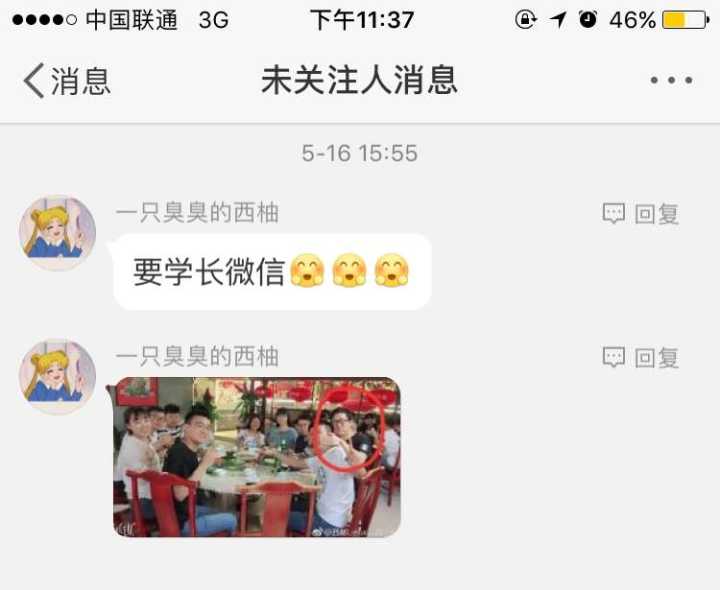 中国联通 3G 下午11:37 46%
消息 未关注人消息
5-16 15:55
一只臭臭的西柚 回复
要学长微信
一只臭臭的西柚 回复